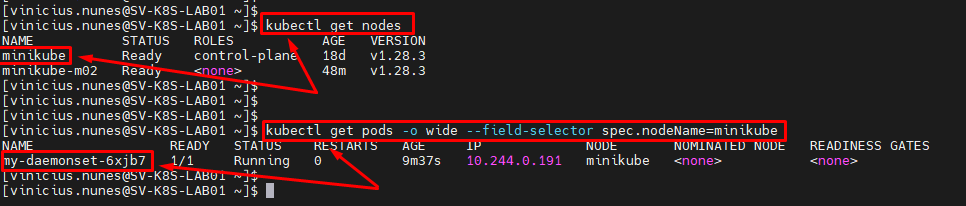 [vinicius.nunes@SV-K8S-LAB01 ~]$
[vinicius.nunes@SV-K8S-LAB01 ~]$ kubectl get nodes
NAME STATUS ROLES AGE VERSION
minikube Ready control-plane 18d v1.28.3
minikube-m02 Ready <none> 48m v1.28.3
[vinicius.nunes@SV-K8S-LAB01 ~]$
[vinicius.nunes@SV-K8S-LAB01 ~]$
[vinicius.nunes@SV-K8S-LAB01 ~]$
[vinicius.nunes@SV-K8S-LAB01 ~]$ kubectl get pods -o wide --field-selector spec.nodeName=minikube
NAME READY STATUS RESTARTS AGE IP NODE NOMINATED NODE READINESS GATES
my-daemonset-6xjb7 1/1 Running 0 9m37s 10.244.0.191 minikube <none> <none>
[vinicius.nunes@SV-K8S-LAB01 ~]$
[vinicius.nunes@SV-K8S-LAB01 ~]$